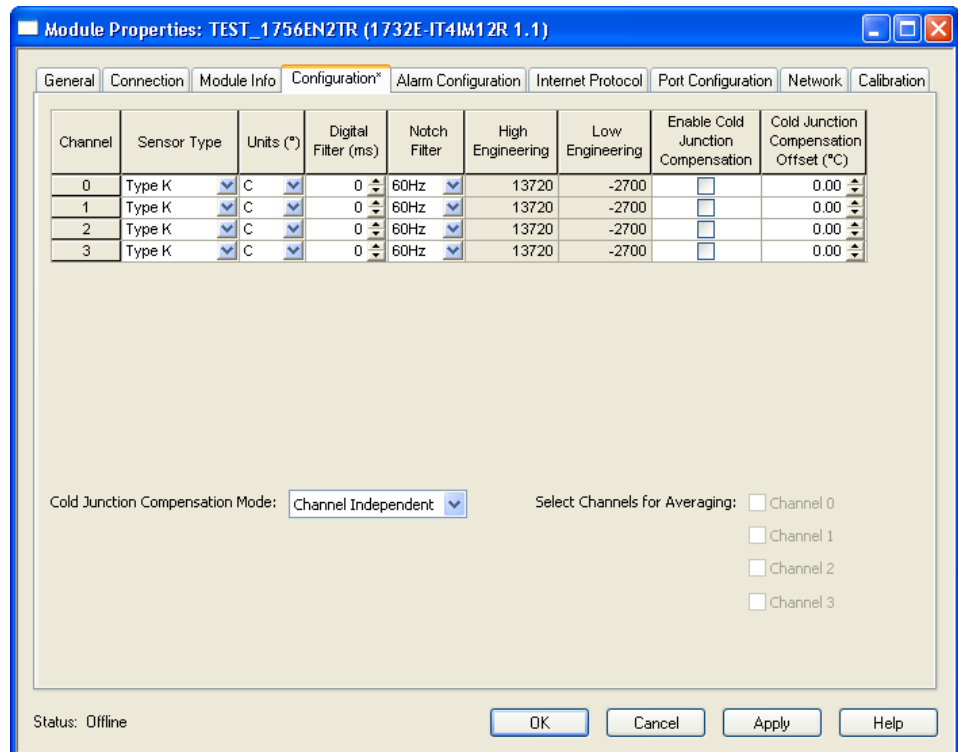 Module Properties: TEST_1756EN2TR (1732E-IT4IM12R 1.1)
General Connection Module Info Configuration* Alarm Configuration Internet Protocol Port Configuration Network Calibration
Channel Sensor Type Units (°) Digital Filter (ms) Notch Filter High Engineering Low Engineering Enable Cold Junction Compensation Cold Junction Compensation Offset (°C)
0 Type K C 0 60Hz 13720 -2700 0.00
1 Type K C 0 60Hz 13720 -2700 0.00
2 Type K C 0 60Hz 13720 -2700 0.00
3 Type K C 0 60Hz 13720 -2700 0.00
Cold Junction Compensation Mode: Channel Independent Select Channels for Averaging: Channel 0
Channel 1
Channel 2
Channel 3
Status: Offline OK Cancel Apply Help